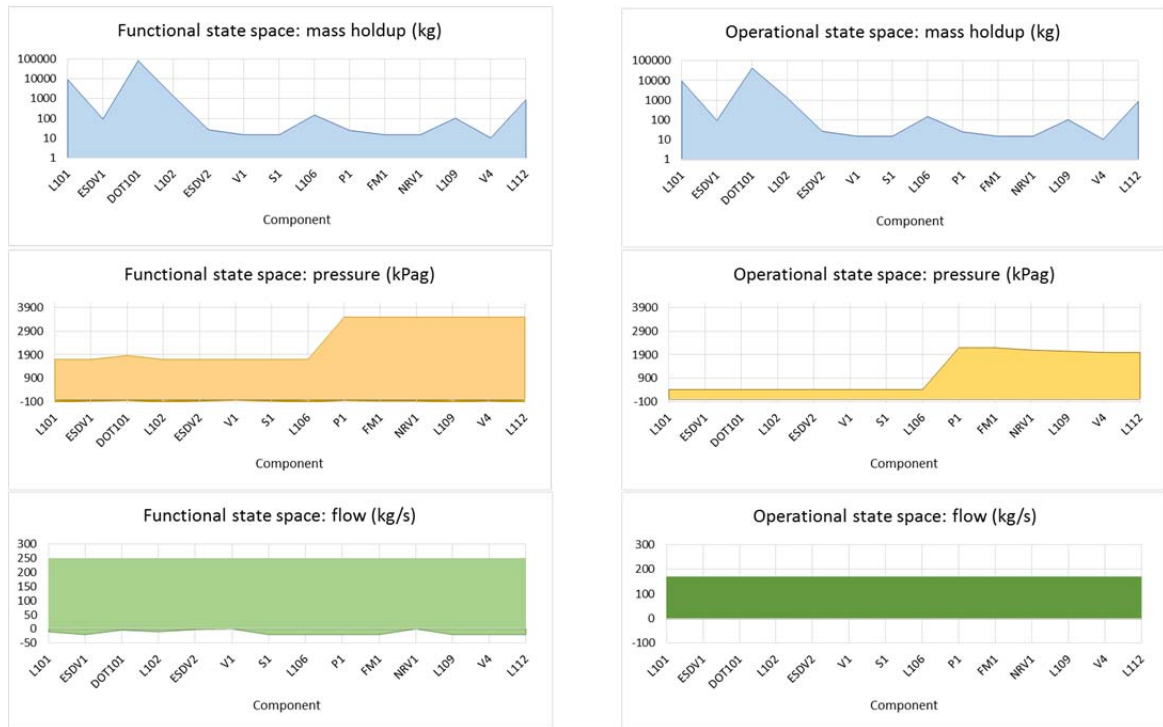 Functional state space: mass holdup (kg)
100000
10000
1000
100
10
1
L101 ESDV1 DOT101 L102 ESDV2 V1 S1 L106 P1 FM1 NRV1 L109 V4 L112
Component
Operational state space: mass holdup (kg)
100000
10000
1000
100
10
1
L101 ESDV1 DOT101 L102 ESDV2 V1 S1 L106 P1 FM1 NRV1 L109 V4 L112
Component
Functional state space: pressure (kPag)
3900
2900
1900
900
-100
L101 ESDV1 DOT101 L102 ESDV2 V1 S1 L106 P1 FM1 NRV1 L109 V4 L112
Component
Operational state space: pressure (kPag)
3900
2900
1900
900
-100
L101 ESDV1 DOT101 L102 ESDV2 V1 S1 L106 P1 FM1 NRV1 L109 V4 L112
Component
Functional state space: flow (kg/s)
300
250
200
150
100
50
0
-50
L101 ESDV1 DOT101 L102 ESDV2 V1 S1 L106 P1 FM1 NRV1 L109 V4 L112
Component
Operational state space: flow (kg/s)
300
200
100
0
-100
L101 ESDV1 DOT101 L102 ESDV2 V1 S1 L106 P1 FM1 NRV1 L109 V4 L112
Component